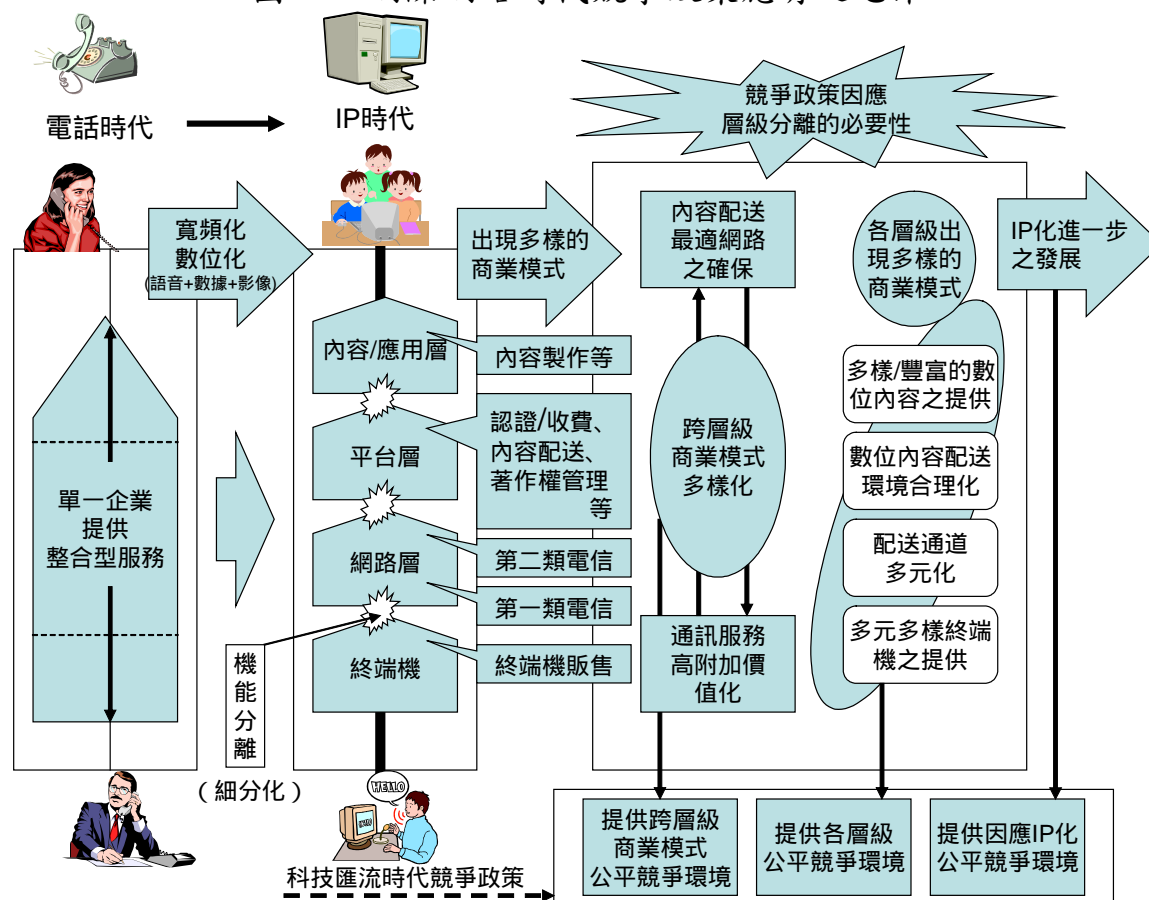 電話時代
IP時代
競爭政策因應
層級分離的必要性
寬頻化
數位化
(語音+數據+影像)
出現多樣的
商業模式
內容配送
最適網路
之確保
各層級出
現多樣的
商業模式
IP化進一步
之發展
單一企業
提供
整合型服務
內容/應用層
內容製作等
平台層
認證/收費、
內容配送、
著作權管理
等
網路層
第二類電信
第一類電信
終端機
終端機販售
機
能
分
離
(細分化)
跨層級
商業模式
多樣化
通訊服務
高附加價
值化
多樣/豐富的數
位內容之提供
數位內容配送
環境合理化
配送通道
多元化
多元多樣終端
機之提供
HELLO
科技匯流時代競爭政策
提供跨層級
商業模式
公平競爭環境
提供各層級
公平競爭環境
提供因應IP化
公平競爭環境